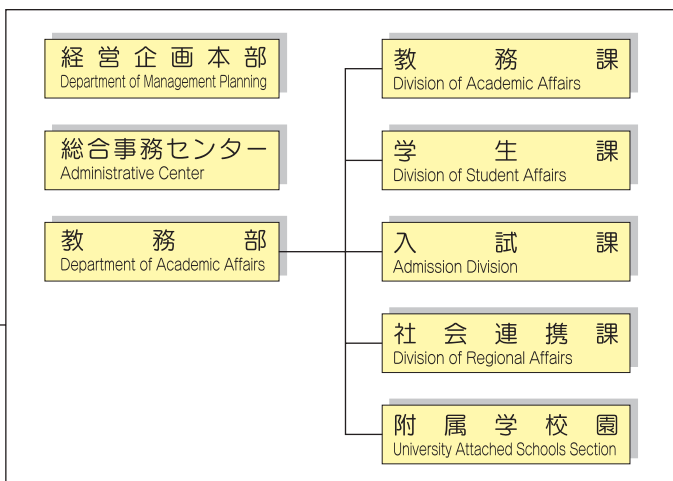 経営企画本部
Department of Management Planning
総合事務センター
Administrative Center
教務部
Department of Academic Affairs
教務課
Division of Academic Affairs
学生課
Division of Student Affairs
入試課
Admission Division
社会連携課
Division of Regional Affairs
附属学校園
University Attached Schools Section